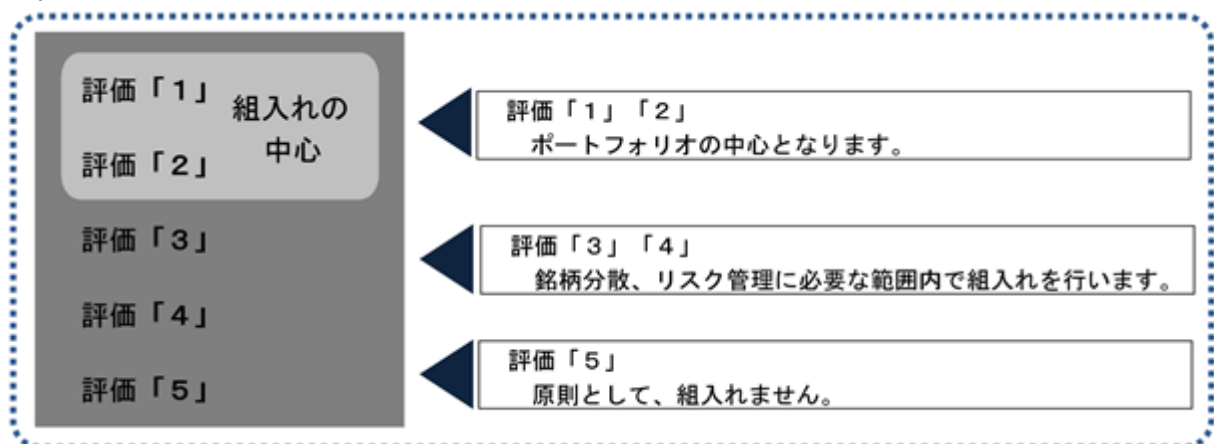 評価「１」
組入れの
中心
評価「２」
評価「３」
評価「４」
評価「５」
評価「１」「２」
ポートフォリオの中心となります。
評価「３」「４」
銘柄分散、リスク管理に必要な範囲内で組入れを行います。
評価「５」
原則として、組入れません。